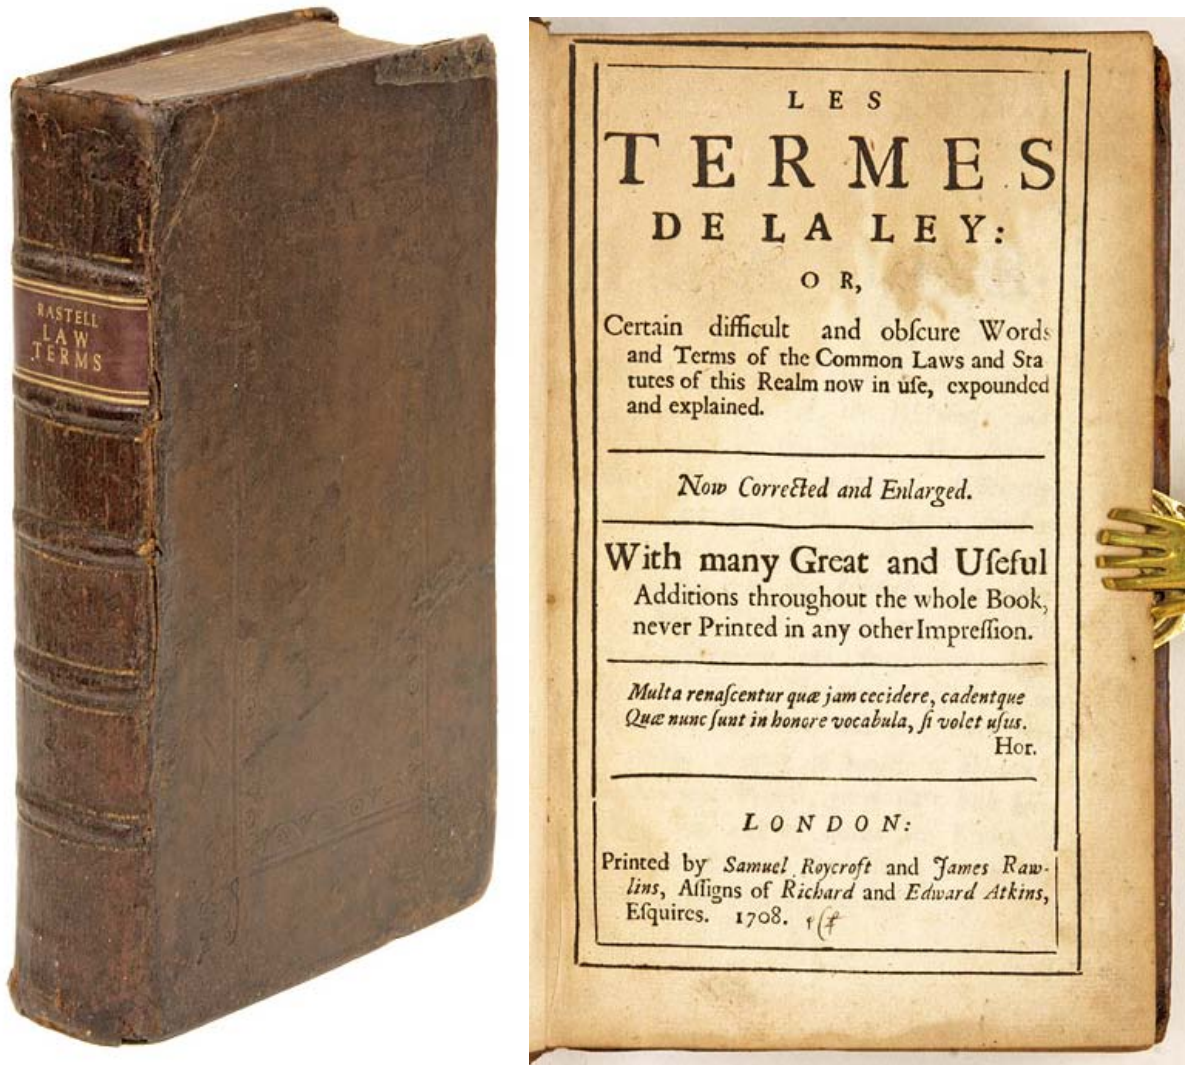 RASTELL
LAW
TERMS
LES
TERMES
DE LA LEY:
OR,
Certain difficult and obſcure Words
and Terms of the Common Laws and Sta
tutes of this Realm now in uſe, expounded
and explained.
Now Corrected and Enlarged.
With many Great and Uſeful
Additions throughout the whole Book,
never Printed in any other Impreſſion.
Multa renaſcentur quæ jam cecidere, cadentque
Quæ nunc ſunt in honore vocabula, ſi volet uſus.
Hor.
LONDON:
Printed by Samuel Roycroft and James Raw-
lins, Aſſigns of Richard and Edward Atkins,
Eſquires. 1708.